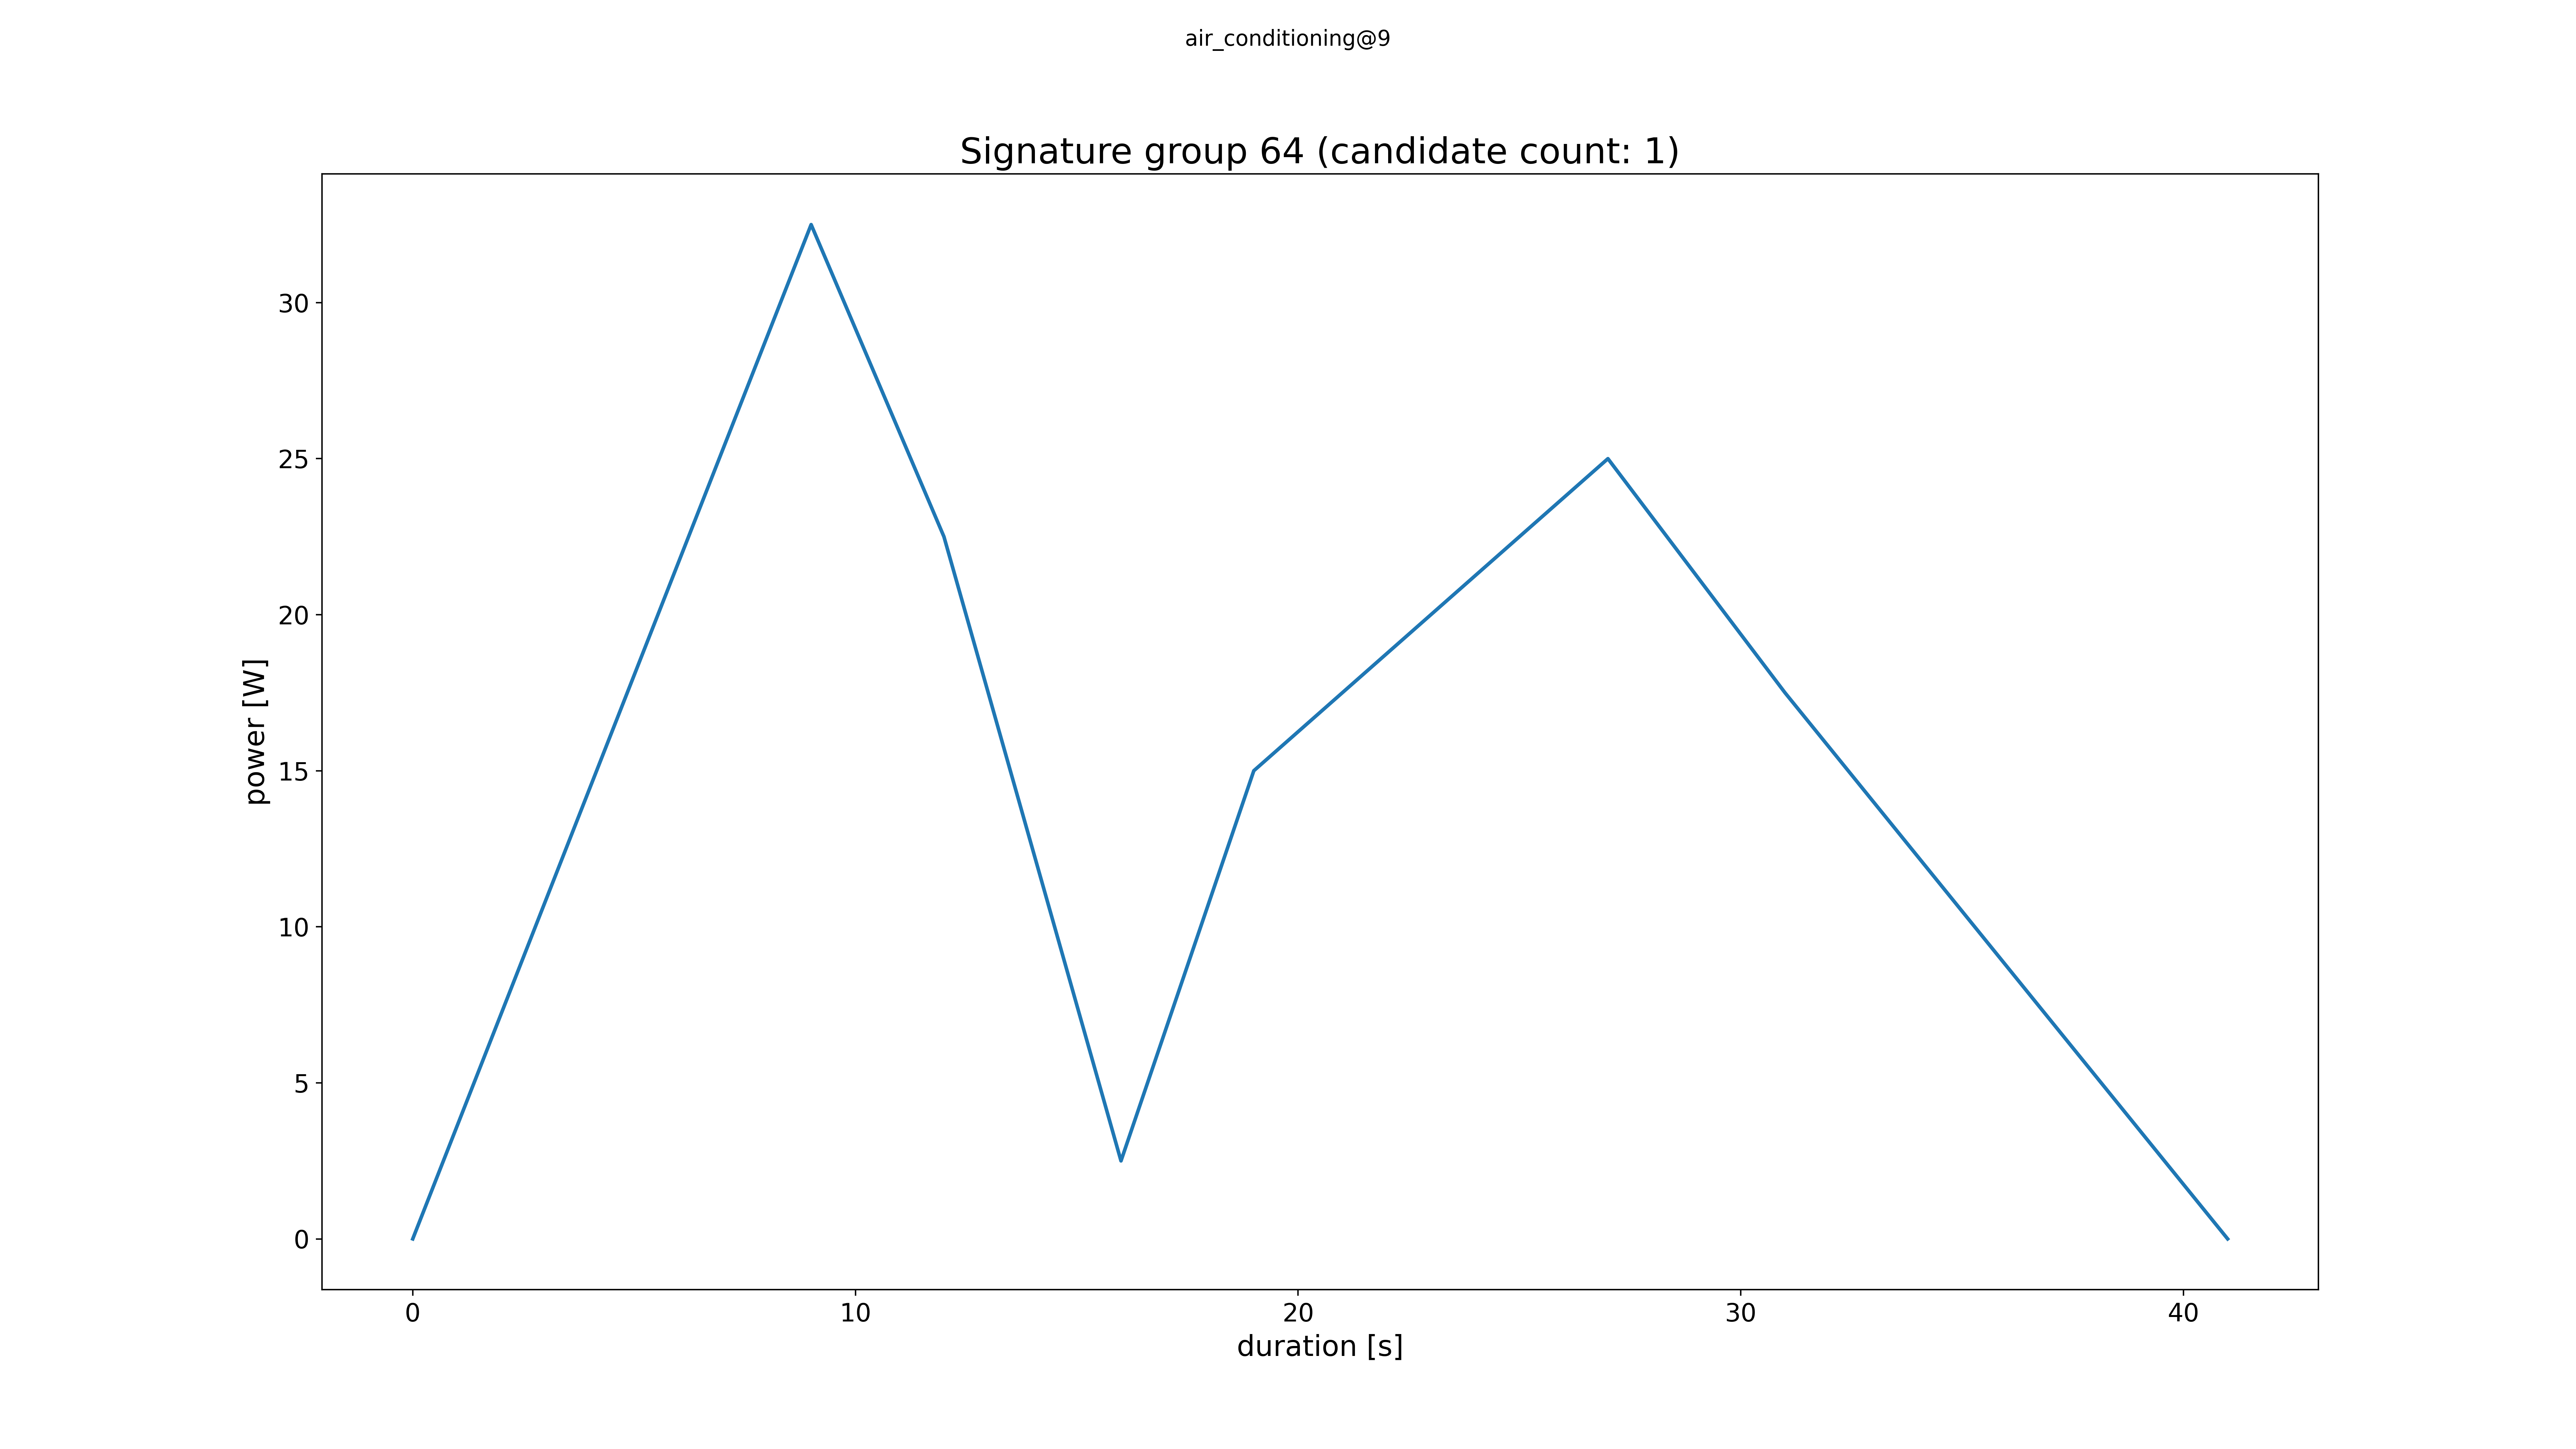 air_conditioning@9
Signature group 64 (candidate count: 1)
30
25
20
15
10
5
0
power [W]
0 10 20 30 40
duration [s]